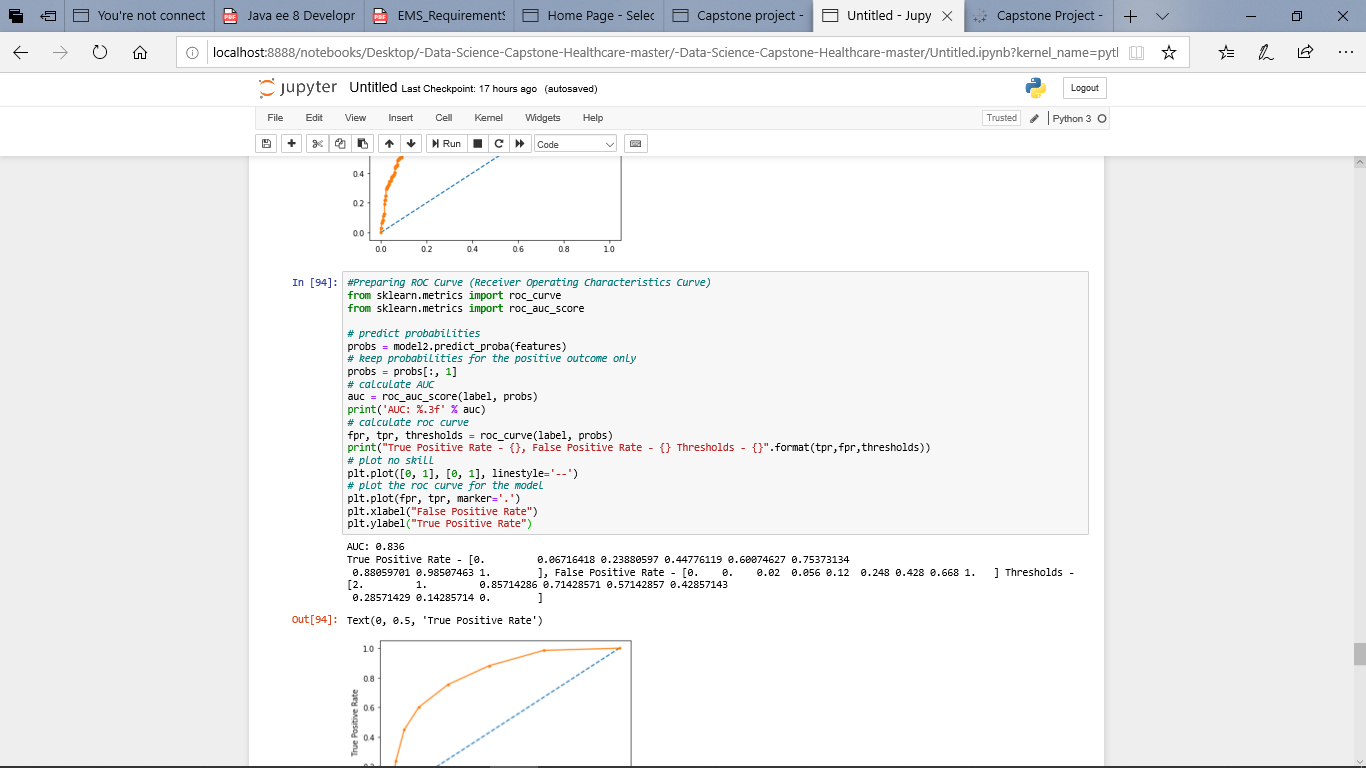 You're not connect
Java ee 8 Developr
EMS_Requirements
Home Page - Selec
Capstone project -
Untitled - Jupy
Capstone Project -
localhost:8888/notebooks/Desktop/-Data-Science-Capstone-Healthcare-master/-Data-Science-Capstone-Healthcare-master/Untitled.ipynb?kernel_name=pytl
jupyter Untitled Last Checkpoint: 17 hours ago (autosaved)
Logout
File Edit View Insert Cell Kernel Widgets Help
Trusted
Python 3
Run
Code
0.4
0.2
0.0
0.0 0.2 0.4 0.6 0.8 1.0
In [94]:
#Preparing ROC Curve (Receiver Operating Characteristics Curve)
from sklearn.metrics import roc_curve
from sklearn.metrics import roc_auc_score
# predict probabilities
probs = model2.predict_proba(features)
# keep probabilities for the positive outcome only
probs = probs[:, 1]
# calculate AUC
auc = roc_auc_score(label, probs)
print('AUC: %.3f' % auc)
# calculate roc curve
fpr, tpr, thresholds = roc_curve(label, probs)
print("True Positive Rate - {}, False Positive Rate - {} Thresholds - {}".format(tpr,fpr,thresholds))
# plot no skill
plt.plot([0, 1], [0, 1], linestyle='--')
# plot the roc curve for the model
plt.plot(fpr, tpr, marker='.')
plt.xlabel("False Positive Rate")
plt.ylabel("True Positive Rate")
AUC: 0.836
True Positive Rate - [0. 0.06716418 0.23880597 0.44776119 0.60074627 0.75373134
0.88059701 0.98507463 1. ], False Positive Rate - [0. 0. 0.02 0.056 0.12 0.248 0.428 0.668 1. ] Thresholds -
[2. 1. 0.85714286 0.71428571 0.57142857 0.42857143
0.28571429 0.14285714 0. ]
Out[94]: Text(0, 0.5, 'True Positive Rate')
1.0
0.8
0.6
0.4
True Positive Rate